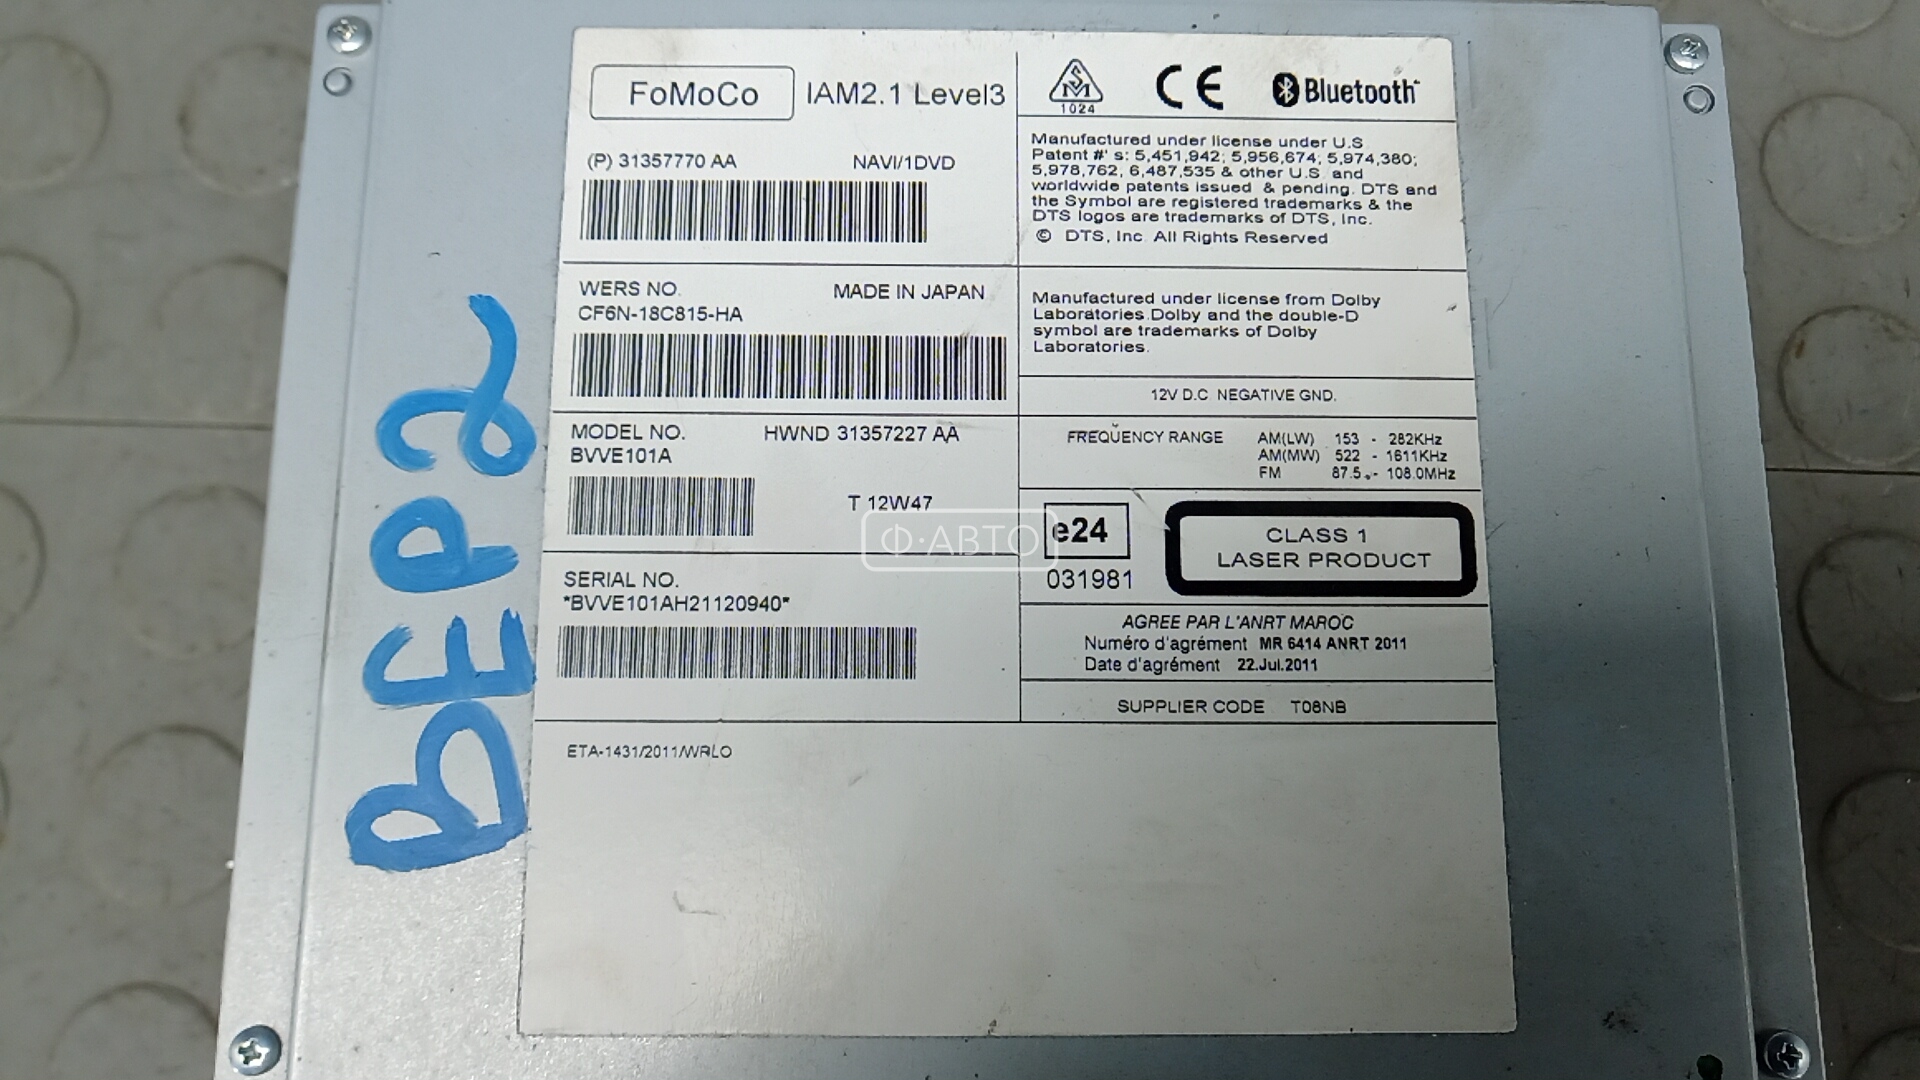 FoMoCo IAM2.1 Level3
(P) 31357770 AA NAVI/1DVD
WERS NO. MADE IN JAPAN
CF6N-18C815-HA
MODEL NO. HWND 31357227 AA
BVVE101A
T 12W47
SERIAL NO.
*BVVE101AH21120940*
ETA-1431/2011/WRLO
SM
1024
CE
Bluetooth
Manufactured under license under U.S
Patent #' s: 5,451,942; 5,956,674; 5,974,380;
5,978,762; 6,487,535 & other U.S. and
worldwide patents issued & pending. DTS and
the Symbol are registered trademarks & the
DTS logos are trademarks of DTS, Inc.
© DTS, Inc. All Rights Reserved
Manufactured under license from Dolby
Laboratories.Dolby and the double-D
symbol are trademarks of Dolby
Laboratories.
12V D.C NEGATIVE GND.
FREQUENCY RANGE AM(LW) 153 - 282KHz
AM(MW) 522 - 1611KHz
FM 87.5 - 108.0MHz
e24
031981
CLASS 1
LASER PRODUCT
AGREE PAR L'ANRT MAROC
Numéro d'agrément MR 6414 ANRT 2011
Date d'agrément 22.Jul.2011
SUPPLIER CODE T08NB
BEP2
Ф·АВТО